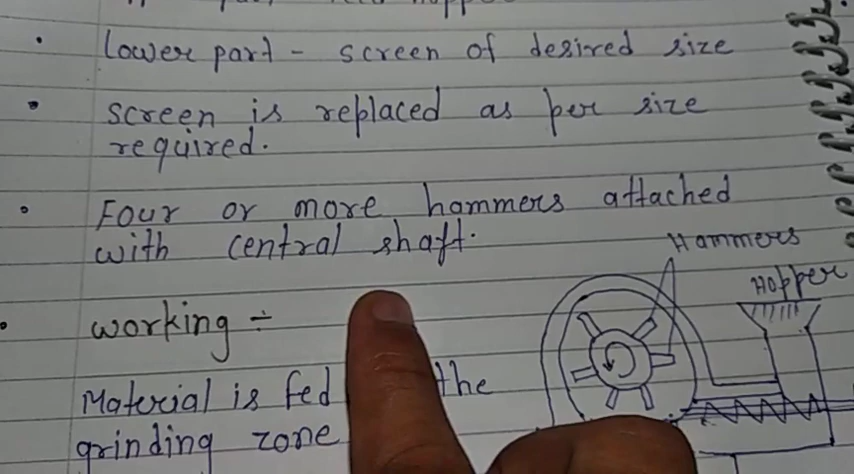 • Lower part - screen of desired size
• screen is replaced as per size
required.
• Four or more hammers attached
with central shaft.
Hammers
Hopper
• working ÷
Material is fed the
grinding zone